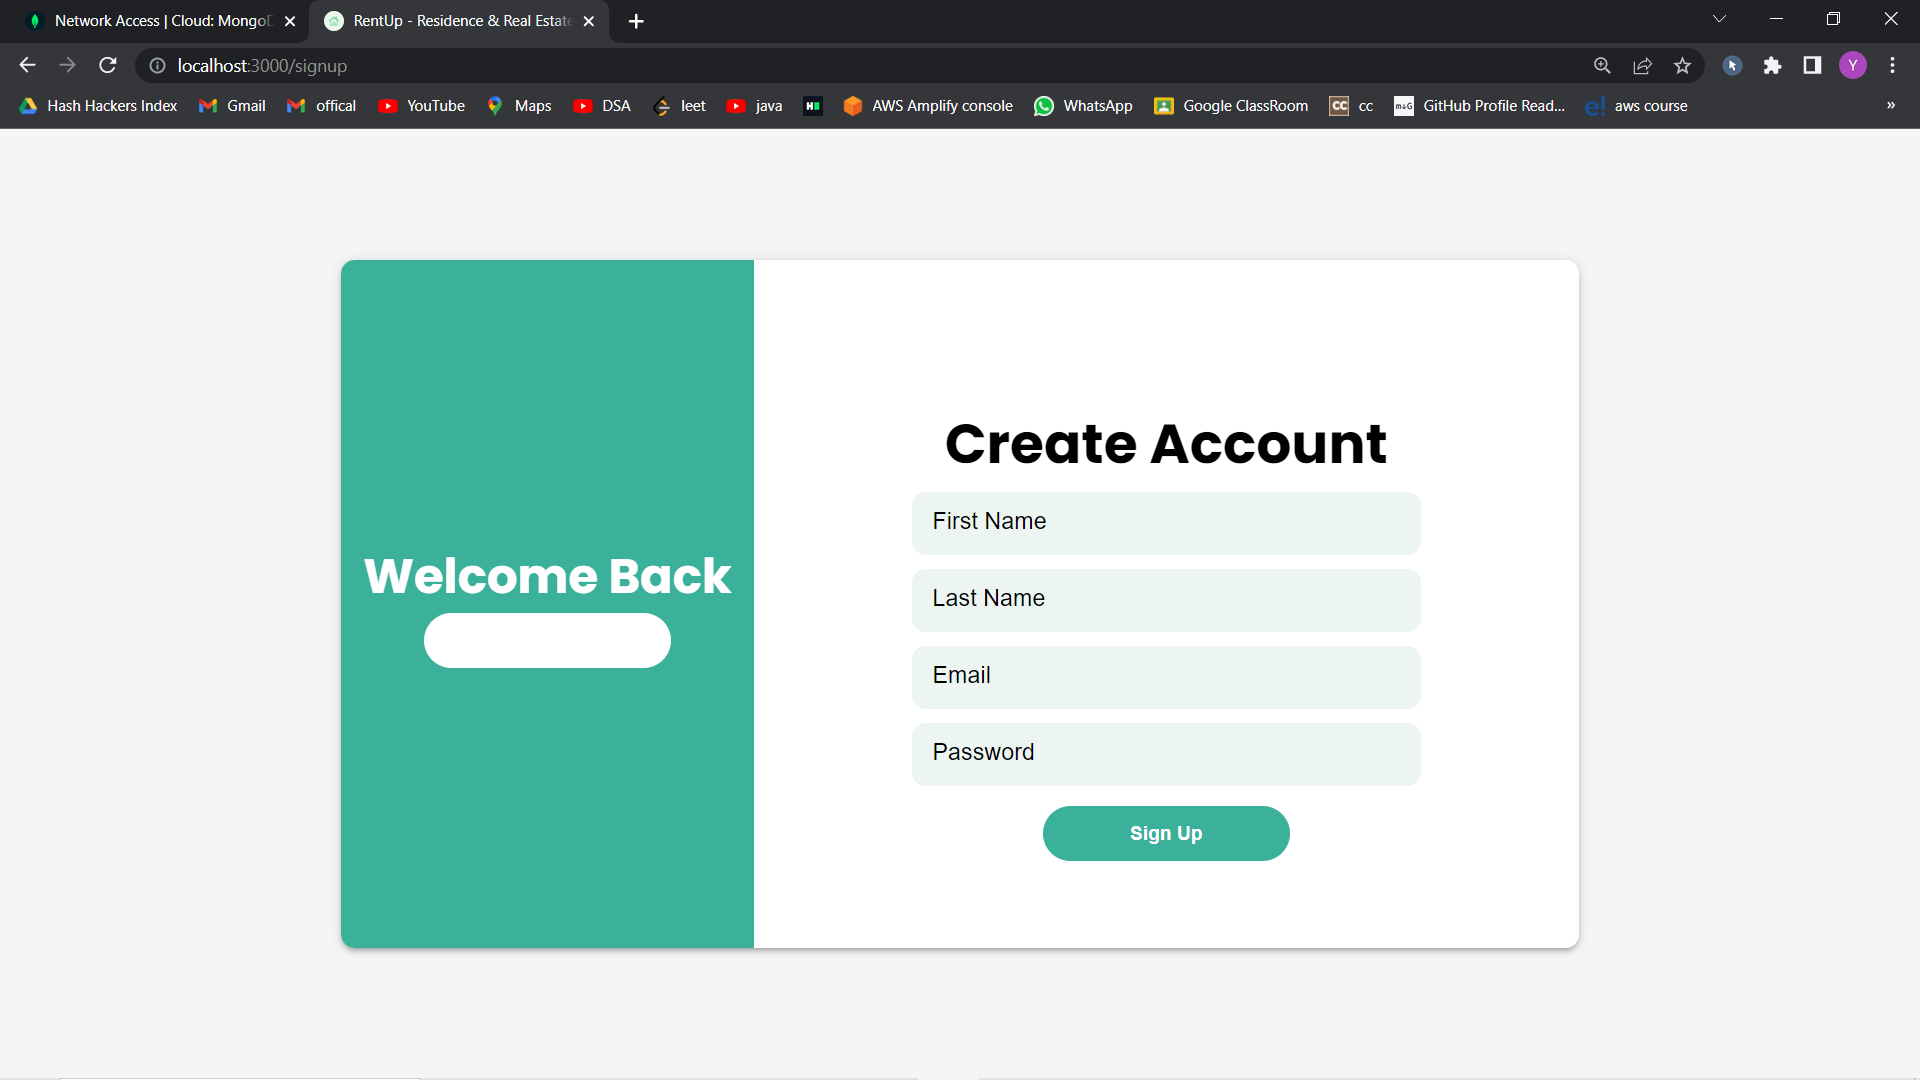 Network Access | Cloud: MongoD
RentUp - Residence & Real Estate
localhost:3000/signup
Y
Hash Hackers Index
Gmail
offical
YouTube
Maps
DSA
leet
java
H
AWS Amplify console
WhatsApp
Google ClassRoom
CC
cc
m↓G
GitHub Profile Read...
e!
aws course
»
Welcome Back
Create Account
First Name
Last Name
Email
Password
Sign Up